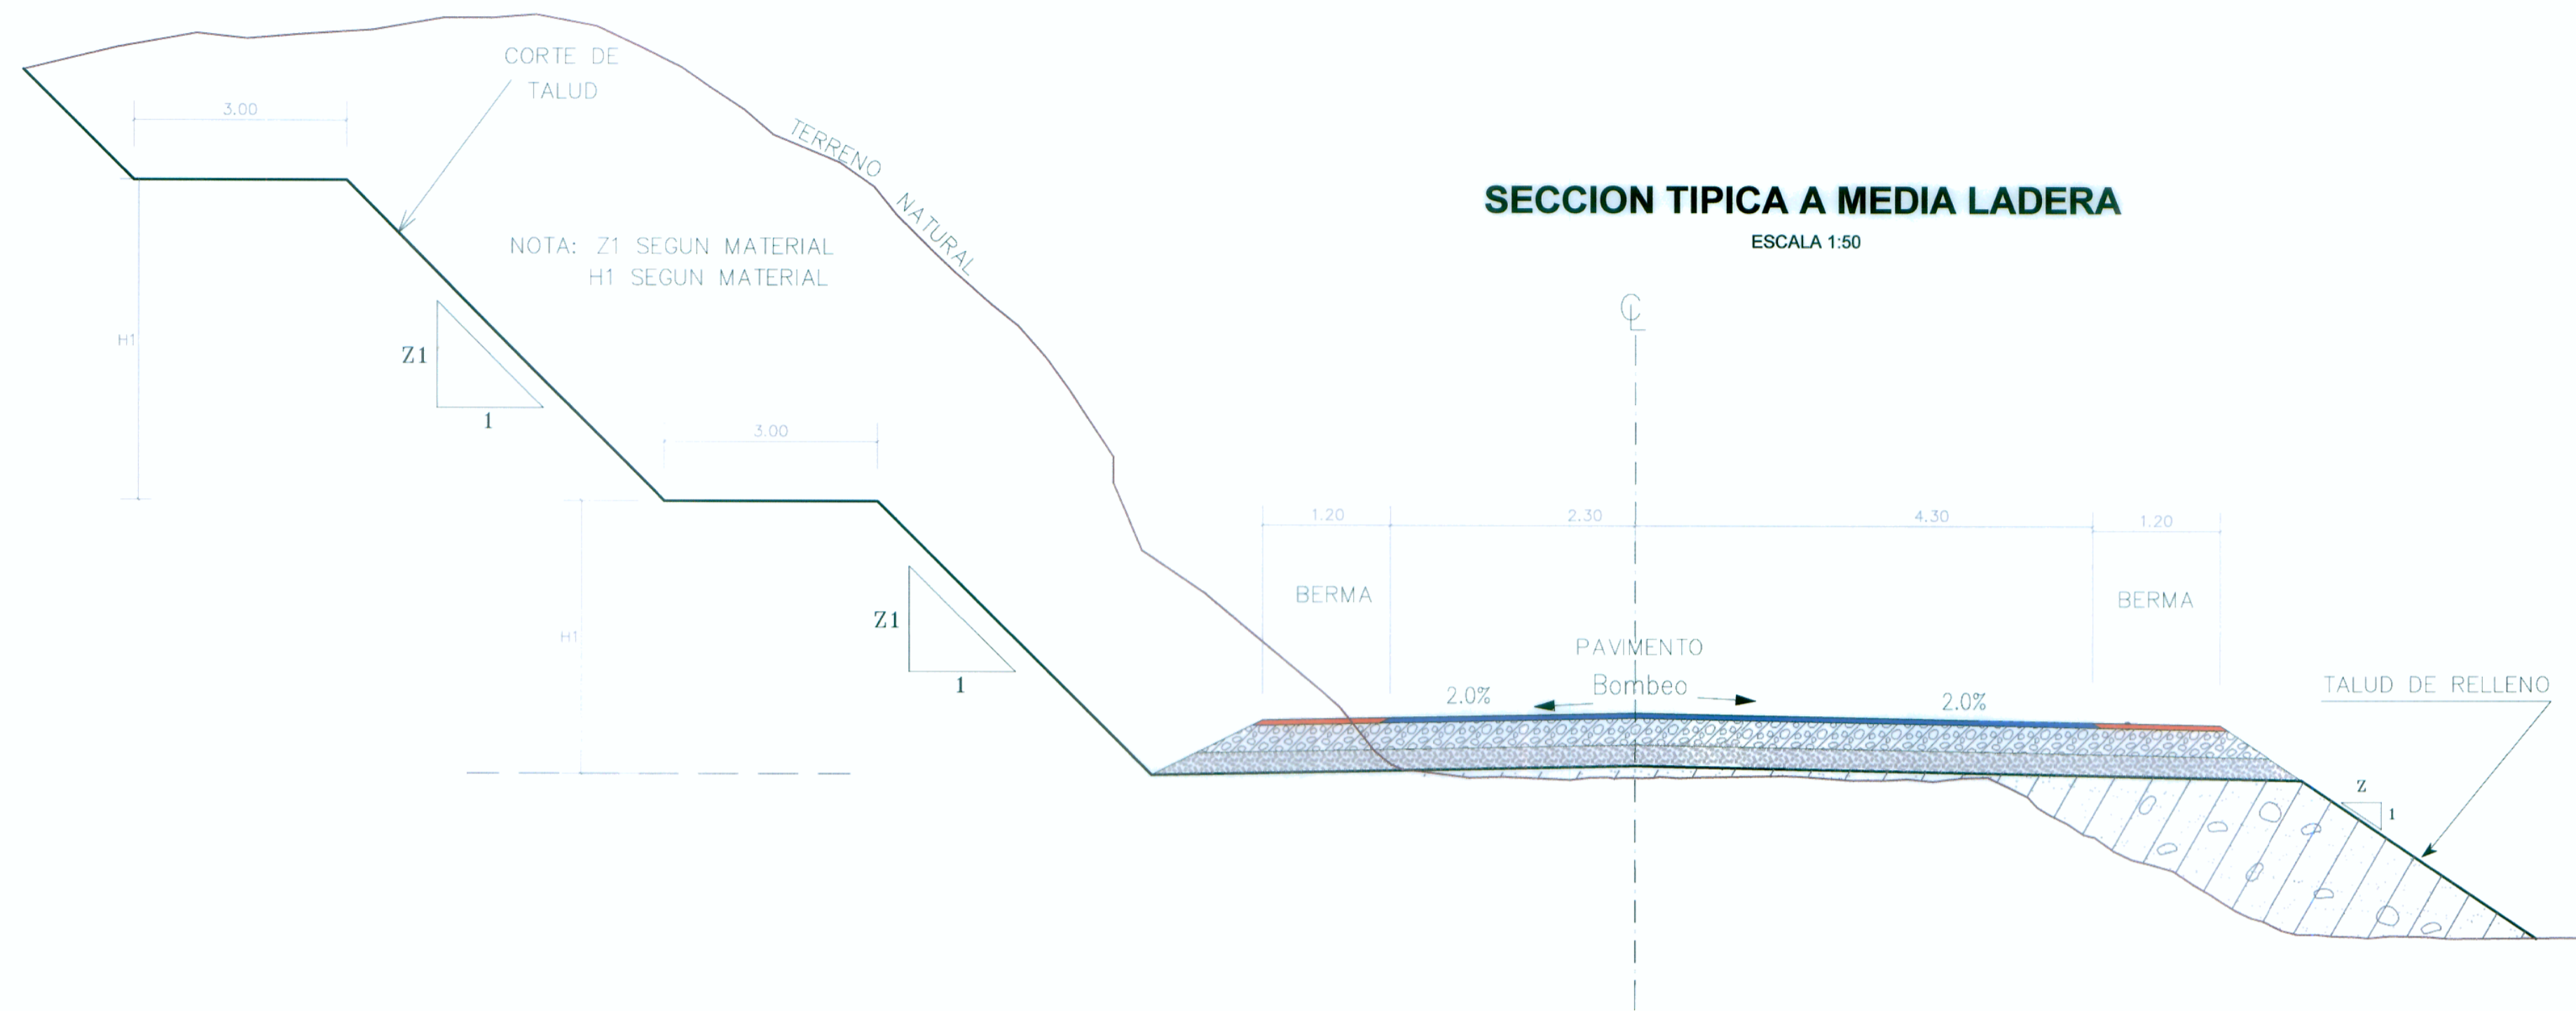 CORTE DE
TALUD
3.00
TERRENO NATURAL
SECCION TIPICA A MEDIA LADERA
ESCALA 1:50
NOTA: Z1 SEGUN MATERIAL
H1 SEGUN MATERIAL
CL
H1
Z1
1
3.00
1.20
2.30
4.30
1.20
BERMA
BERMA
H1
Z1
1
PAVIMENTO
Bombeo
2.0%
2.0%
TALUD DE RELLENO
Z
1